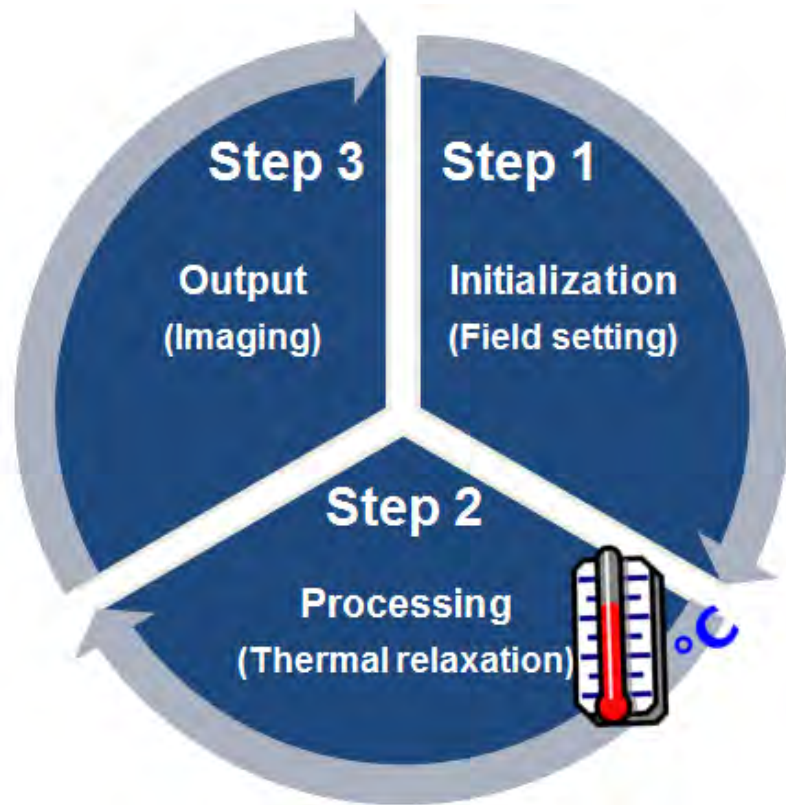 Step 1
Initialization
(Field setting)
Step 2
Processing
(Thermal relaxation)
°C
Step 3
Output
(Imaging)